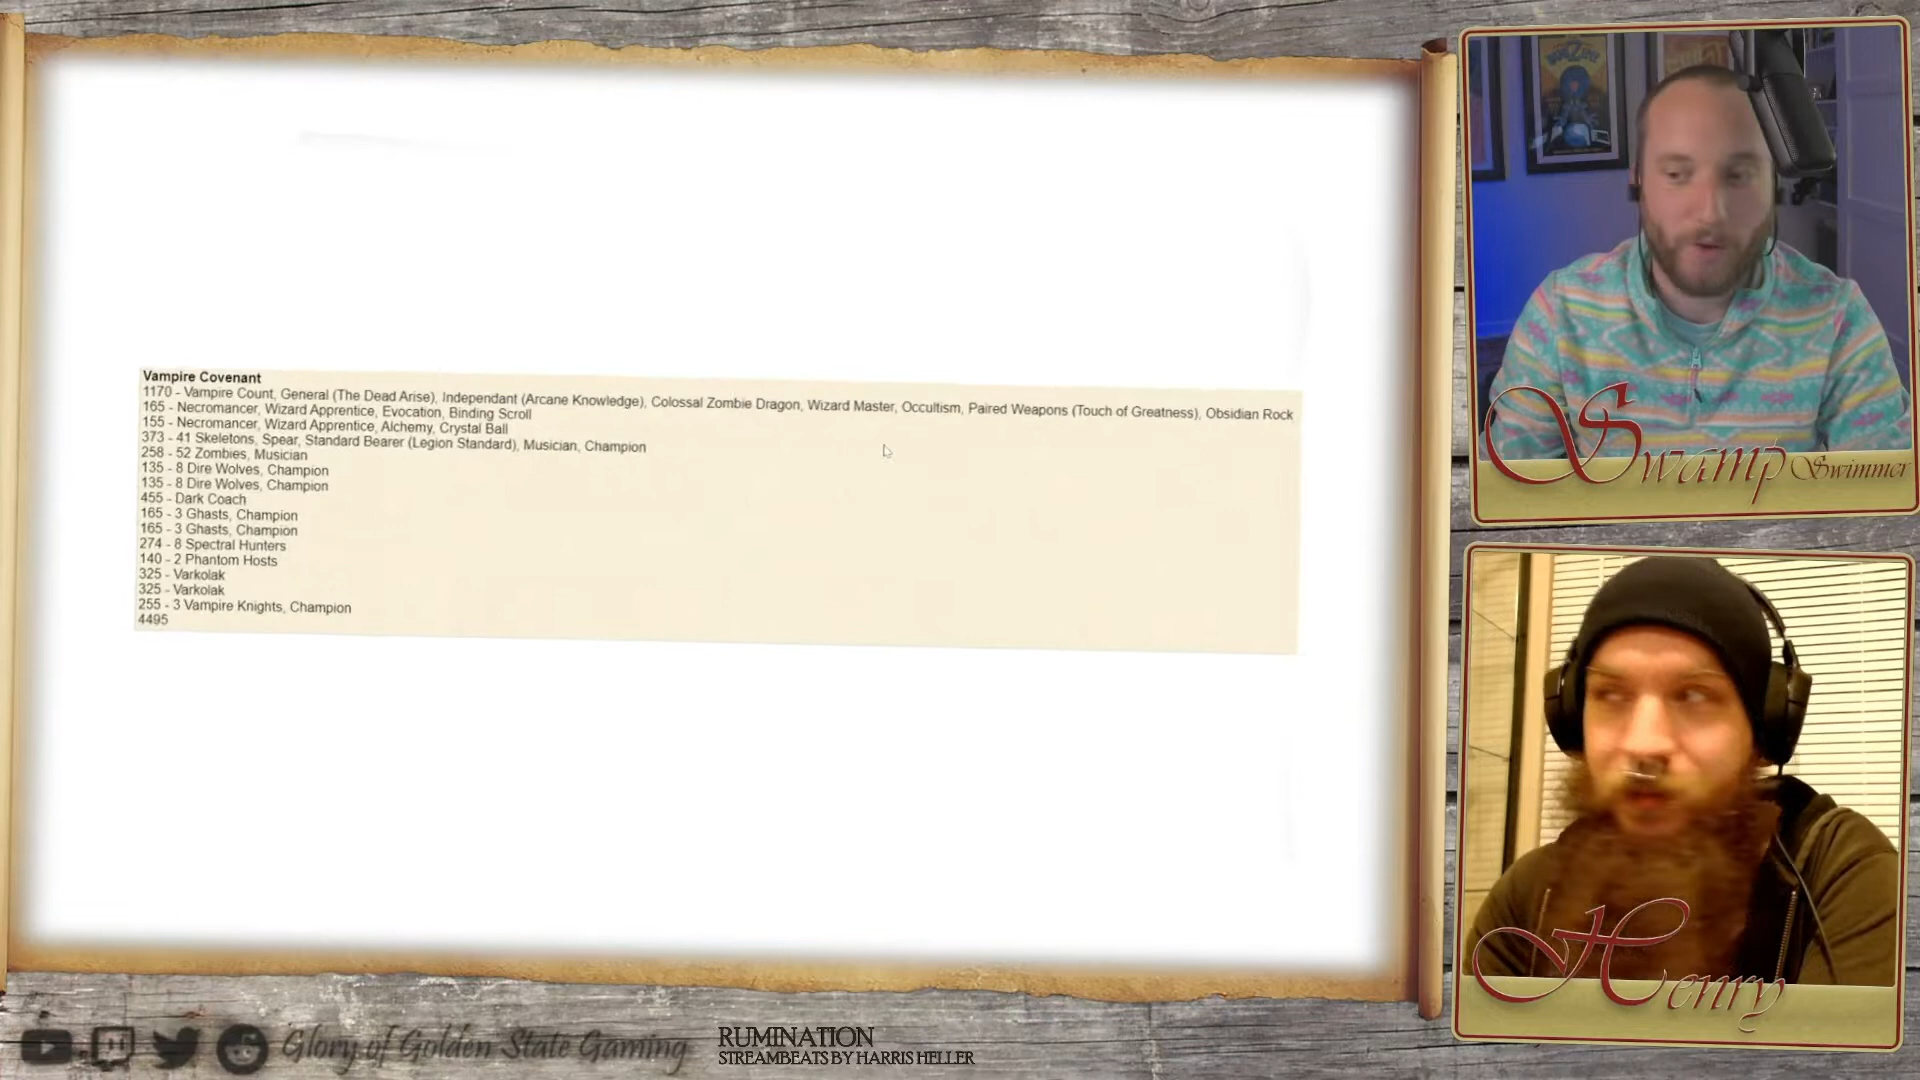 Vampire Covenant
1170 - Vampire Count, General (The Dead Arise), Independant (Arcane Knowledge), Colossal Zombie Dragon, Wizard Master, Occultism, Paired Weapons (Touch of Greatness), Obsidian Rock
165 - Necromancer, Wizard Apprentice, Evocation, Binding Scroll
155 - Necromancer, Wizard Apprentice, Alchemy, Crystal Ball
373 - 41 Skeletons, Spear, Standard Bearer (Legion Standard), Musician, Champion
258 - 52 Zombies, Musician
135 - 8 Dire Wolves, Champion
135 - 8 Dire Wolves, Champion
455 - Dark Coach
165 - 3 Ghasts, Champion
165 - 3 Ghasts, Champion
274 - 8 Spectral Hunters
140 - 2 Phantom Hosts
325 - Varkolak
325 - Varkolak
255 - 3 Vampire Knights, Champion
4495
Swamp Swimmer
Henry
Glory of Golden State Gaming
RUMINATION
STREAMBEATS BY HARRIS HELLER